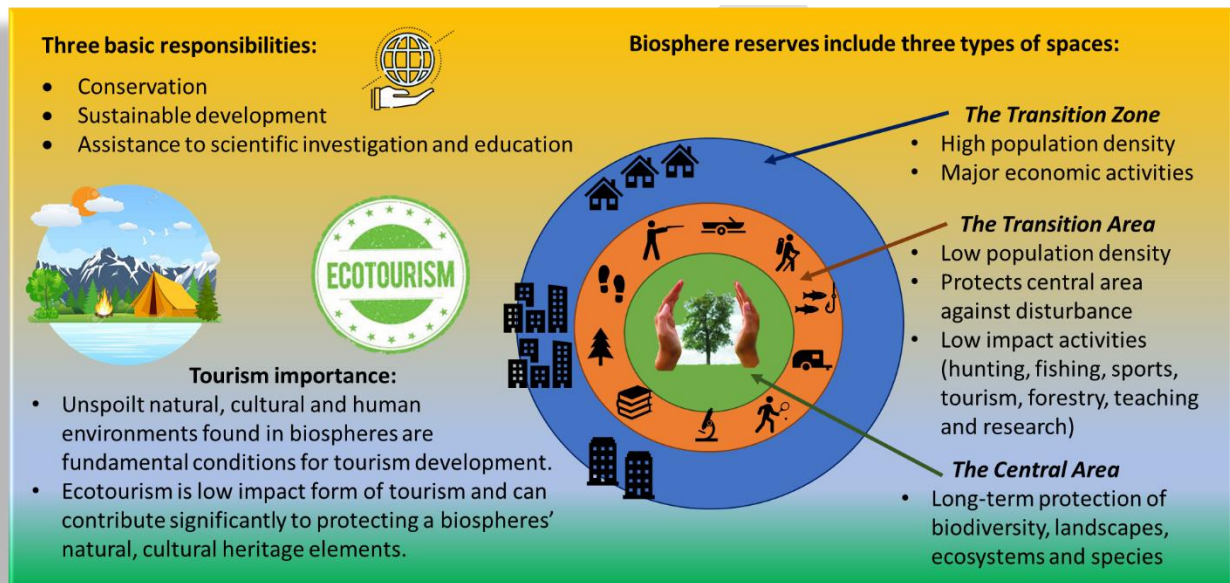 Three basic responsibilities:
• Conservation
• Sustainable development
• Assistance to scientific investigation and education
ECOTOURISM
Tourism importance:
• Unspoilt natural, cultural and human
environments found in biospheres are
fundamental conditions for tourism development.
• Ecotourism is low impact form of tourism and can
contribute significantly to protecting a biospheres’
natural, cultural heritage elements.
Biosphere reserves include three types of spaces:
The Transition Zone
• High population density
• Major economic activities
The Transition Area
• Low population density
• Protects central area
against disturbance
• Low impact activities
(hunting, fishing, sports,
tourism, forestry, teaching
and research)
The Central Area
• Long-term protection of
biodiversity, landscapes,
ecosystems and species